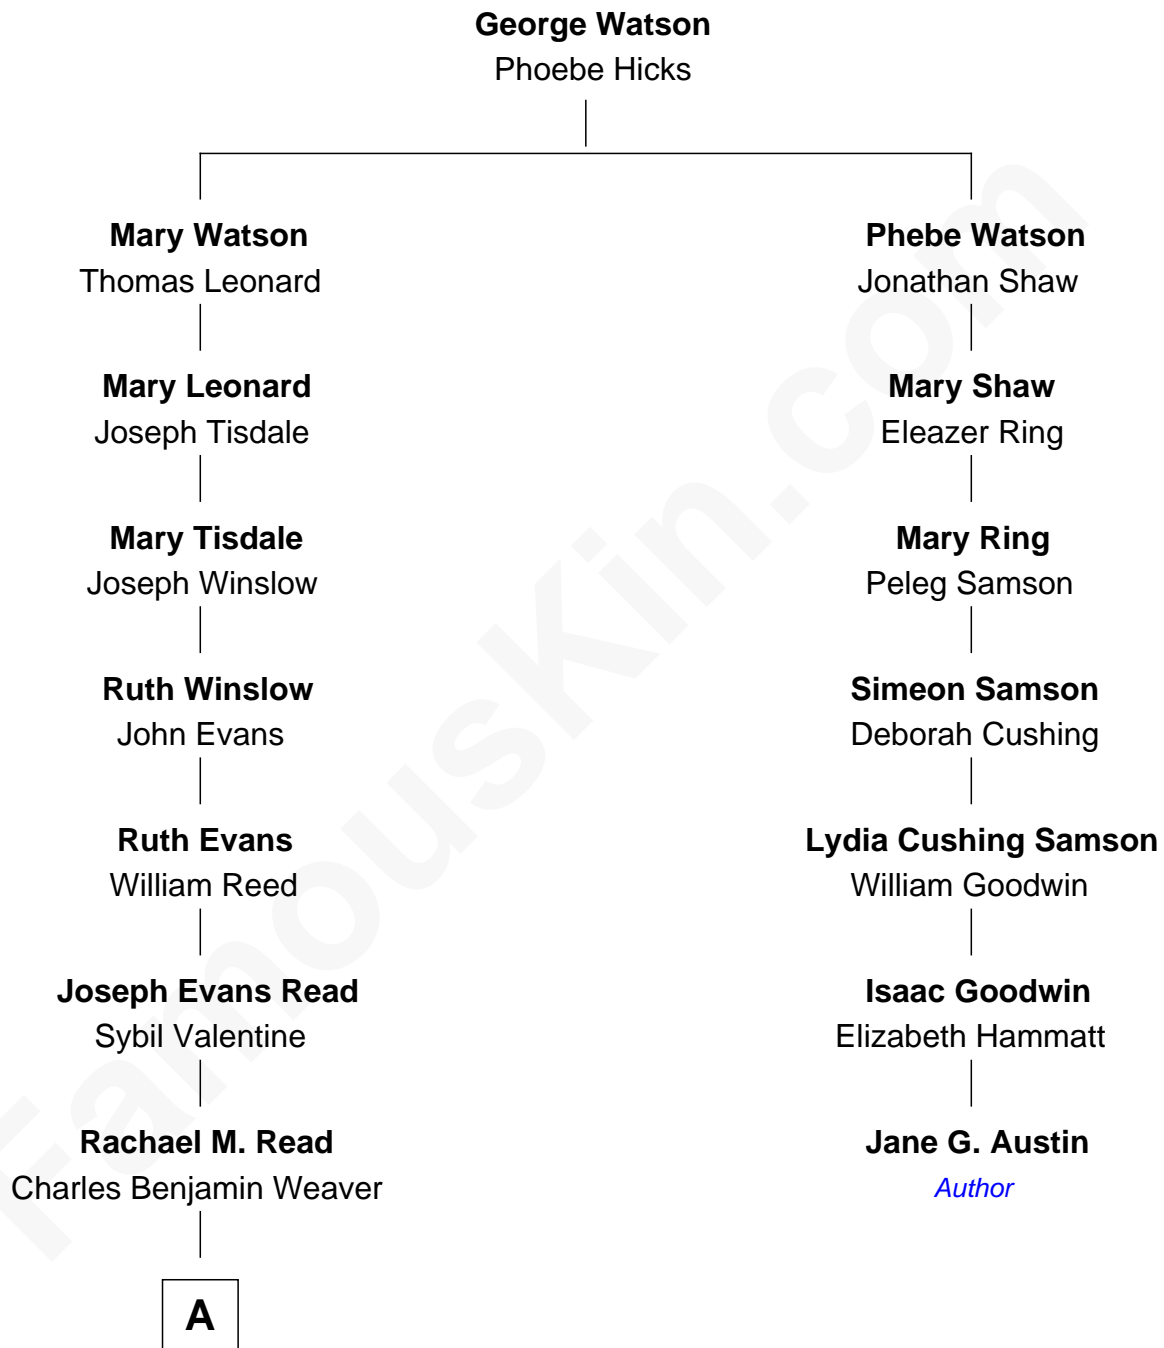 George Watson
Phoebe Hicks
Mary Watson
Thomas Leonard
Phebe Watson
Jonathan Shaw
Mary Leonard
Joseph Tisdale
Mary Shaw
Eleazer Ring
Mary Tisdale
Joseph Winslow
Mary Ring
Peleg Samson
Ruth Winslow
John Evans
Simeon Samson
Deborah Cushing
Ruth Evans
William Reed
Lydia Cushing Samson
William Goodwin
Joseph Evans Read
Sybil Valentine
Isaac Goodwin
Elizabeth Hammatt
Rachael M. Read
Charles Benjamin Weaver
Jane G. Austin
Author
A
FamousKin.com